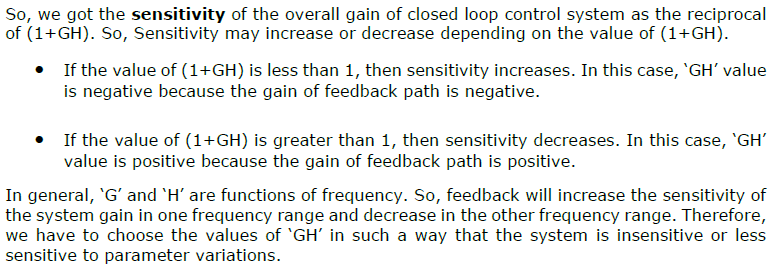 So, we got the sensitivity of the overall gain of closed loop control system as the reciprocal
of (1+GH). So, Sensitivity may increase or decrease depending on the value of (1+GH).
• If the value of (1+GH) is less than 1, then sensitivity increases. In this case, ‘GH’ value
is negative because the gain of feedback path is negative.
• If the value of (1+GH) is greater than 1, then sensitivity decreases. In this case, ‘GH’
value is positive because the gain of feedback path is positive.
In general, ‘G’ and ‘H’ are functions of frequency. So, feedback will increase the sensitivity of
the system gain in one frequency range and decrease in the other frequency range. Therefore,
we have to choose the values of ‘GH’ in such a way that the system is insensitive or less
sensitive to parameter variations.